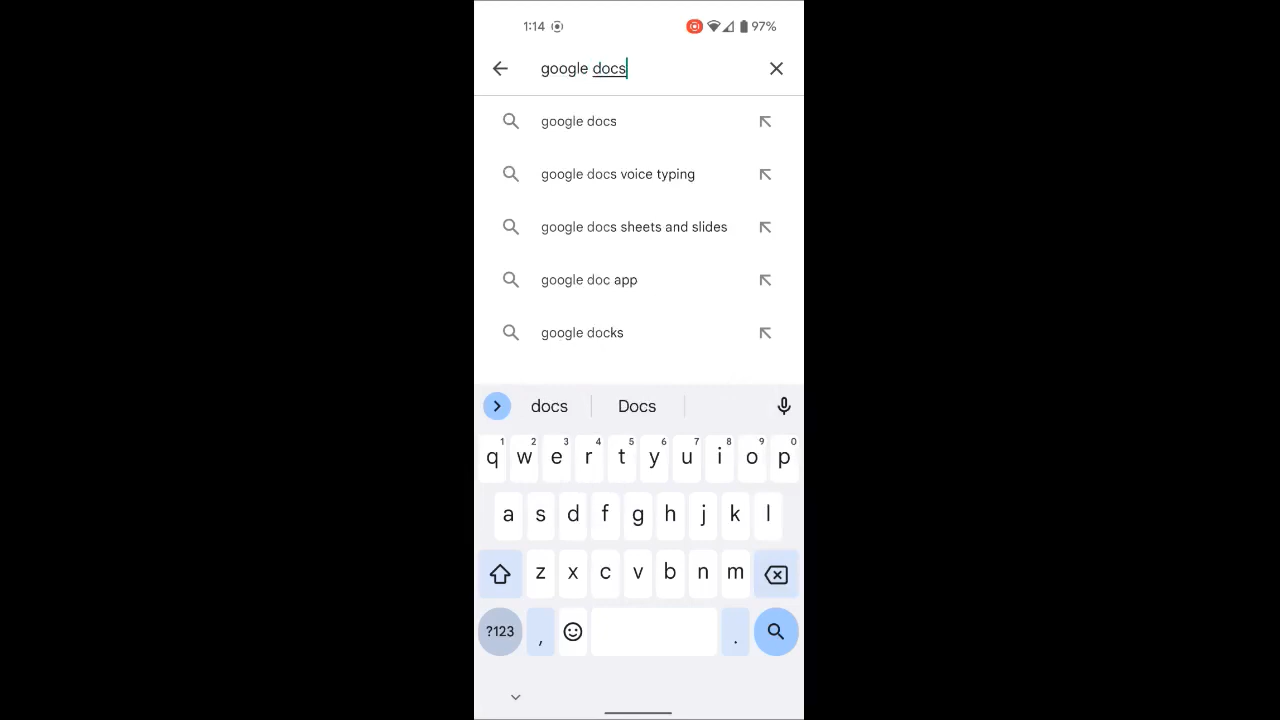 1:14 97%
google docs
google docs
google docs voice typing
google docs sheets and slides
google doc app
google docks
docs Docs
1 2 3 4 5 6 7 8 9 0
q w e r t y u i o p
a s d f g h j k l
z x c v b n m
?123 , .